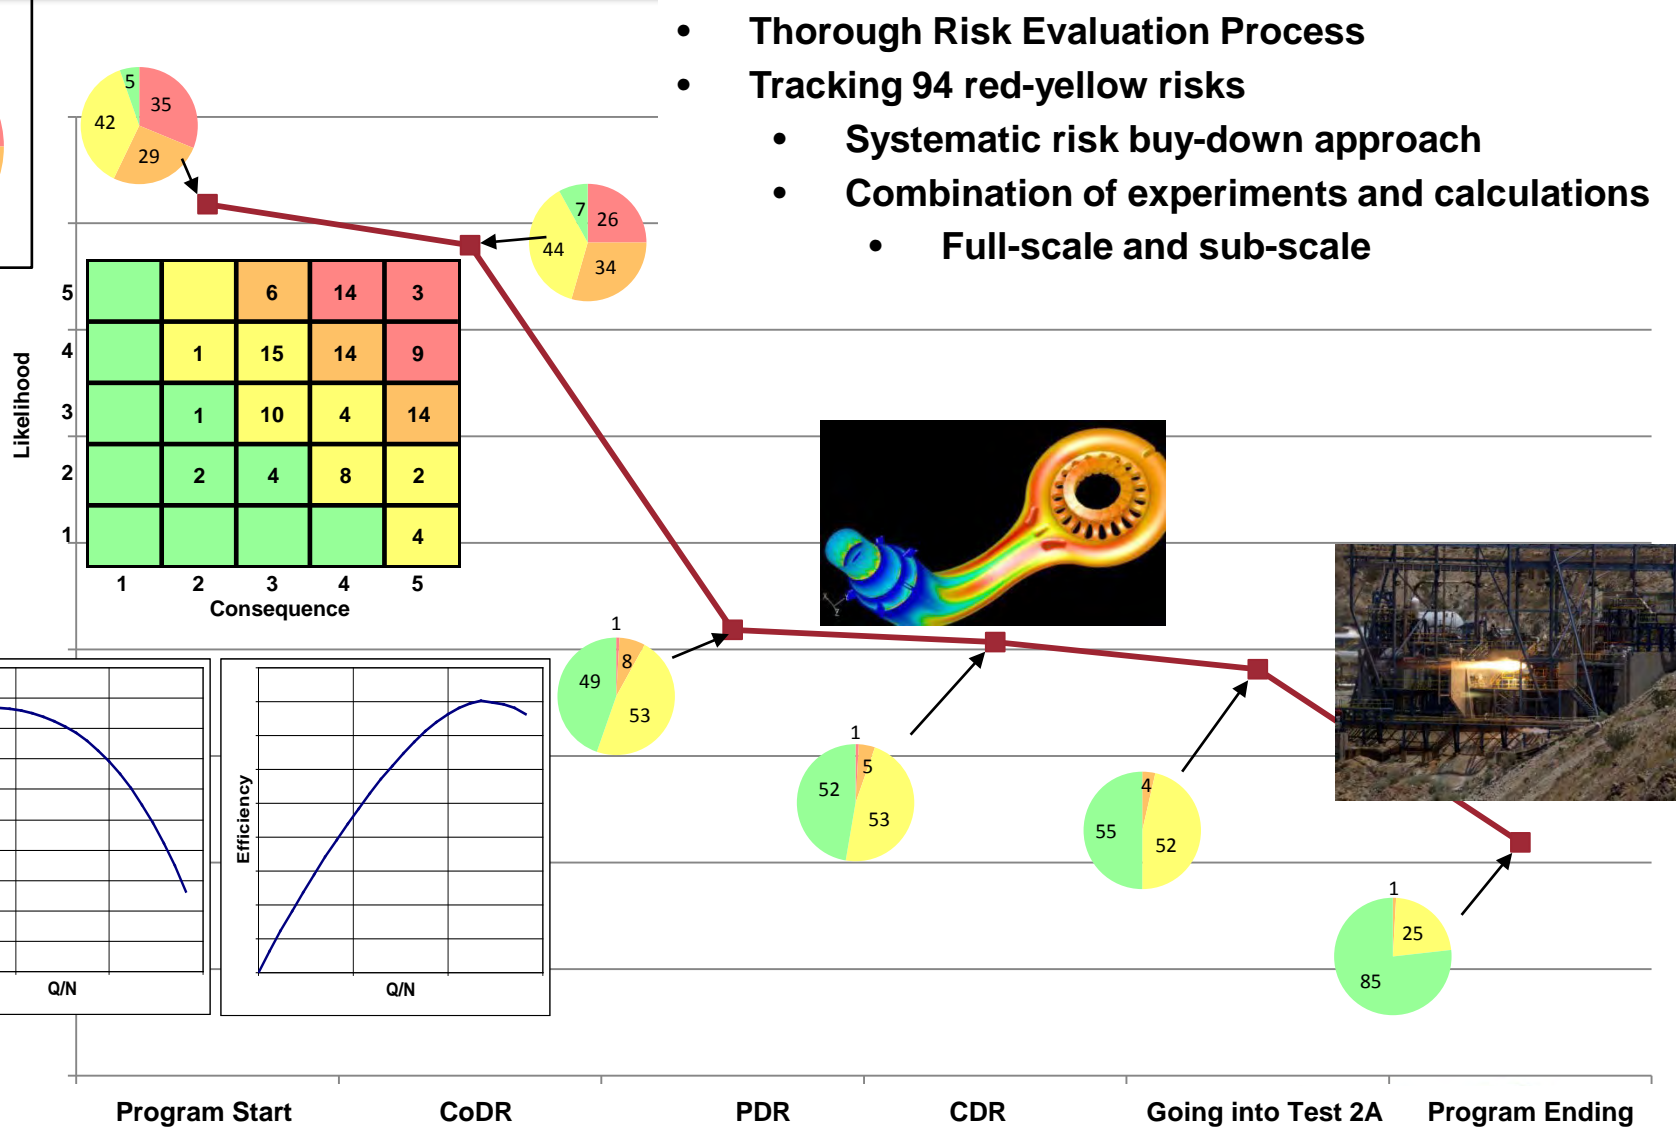 • Thorough Risk Evaluation Process
• Tracking 94 red-yellow risks
• Systematic risk buy-down approach
• Combination of experiments and calculations
• Full-scale and sub-scale
5
35
42
29
7
26
44
34
Likelihood
5 6 14 3
4 1 15 14 9
3 1 10 4 14
2 2 4 8 2
1 4
1 2 3 4 5
Consequence
1
8
49
53
1
5
52
53
4
55
52
1
25
85
Q/N
Efficiency
Q/N
Program Start CoDR PDR CDR Going into Test 2A Program Ending